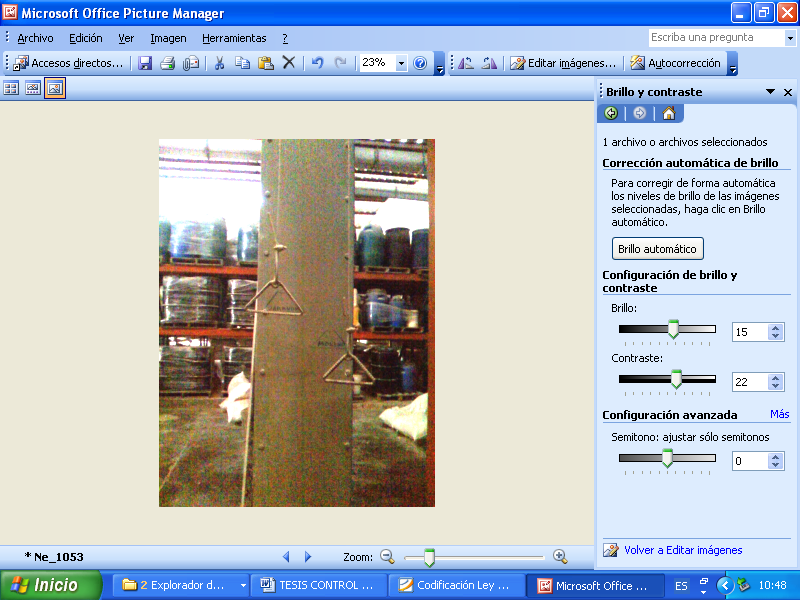 Microsoft Office Picture Manager
Archivo Edición Ver Imagen Herramientas ? Escriba una pregunta
Accesos directos... 23% Editar imágenes... Autocorrección
Brillo y contraste
1 archivo o archivos seleccionados
Corrección automática de brillo
Para corregir de forma automática
los niveles de brillo de las imágenes
seleccionadas, haga clic en Brillo
automático.
Brillo automático
Configuración de brillo y
contraste
Brillo:
15
Contraste:
22
Configuración avanzada Más
Semitono: ajustar sólo semitonos
0
Volver a Editar imágenes
* Ne_1053 Zoom:
Inicio 2 Explorador d... TESIS CONTROL ... Codificación Ley ... Microsoft Office ... ES 10:48